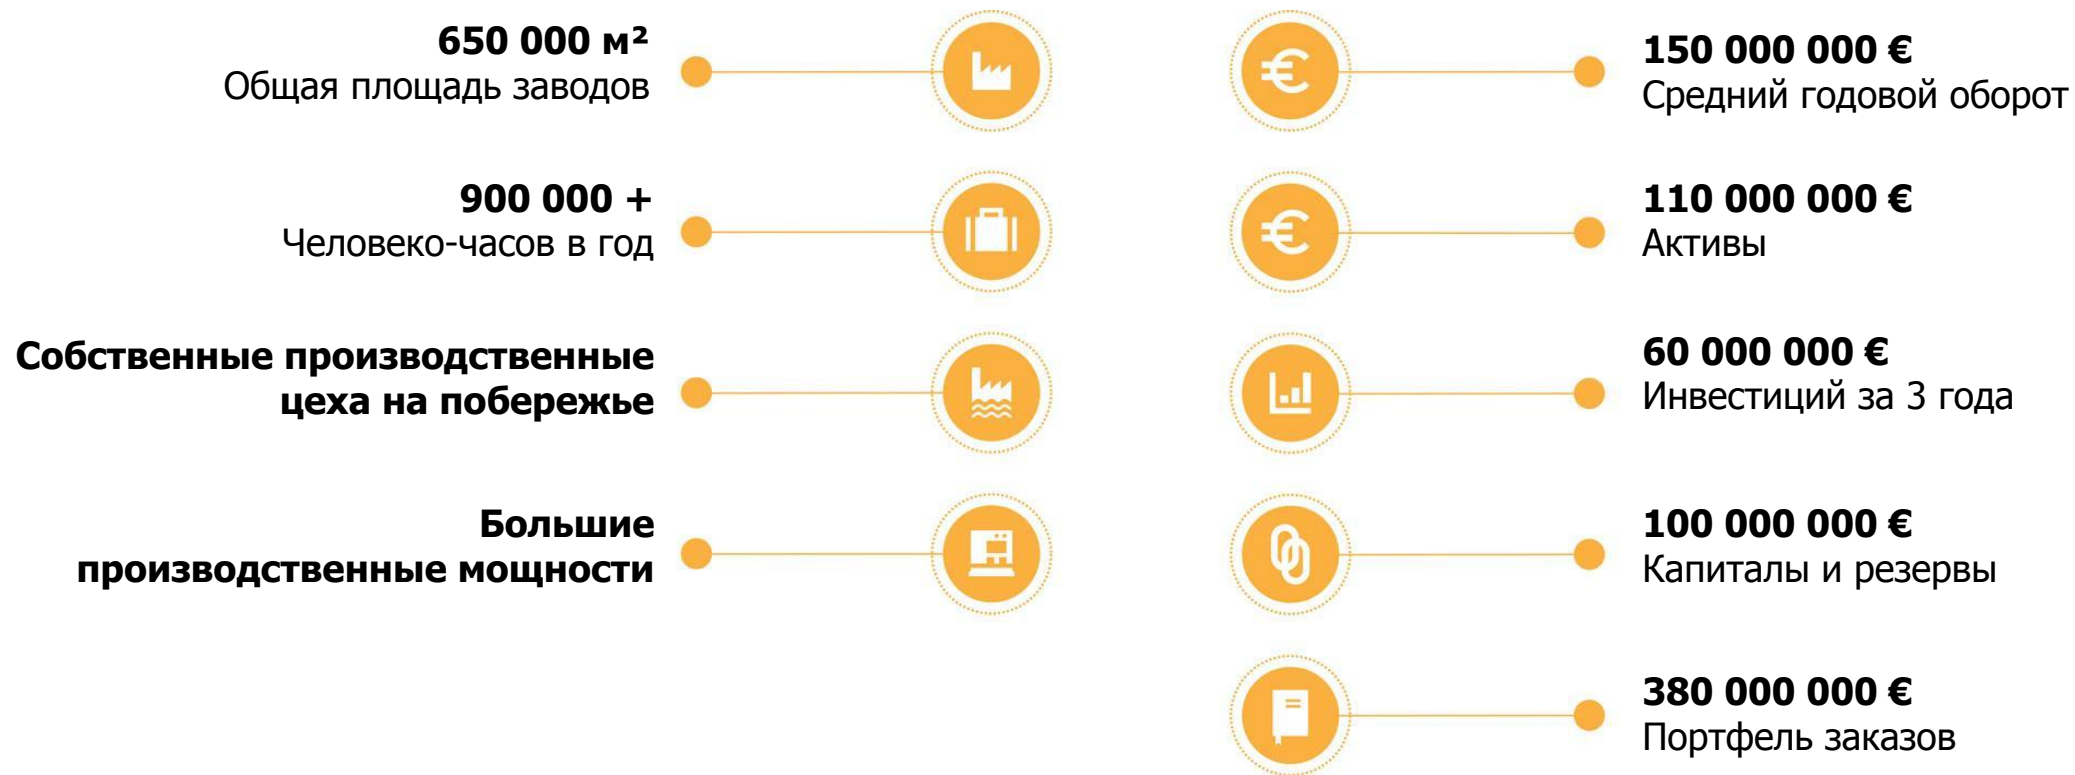 650 000 м²
Общая площадь заводов
900 000 +
Человеко-часов в год
Собственные производственные
цеха на побережье
Большие
производственные мощности
150 000 000 €
Средний годовой оборот
110 000 000 €
Активы
60 000 000 €
Инвестиций за 3 года
100 000 000 €
Капиталы и резервы
380 000 000 €
Портфель заказов